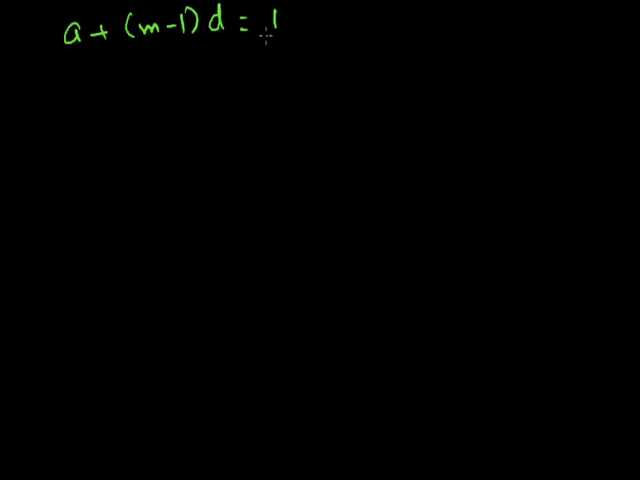 a + (m-1) d = 1